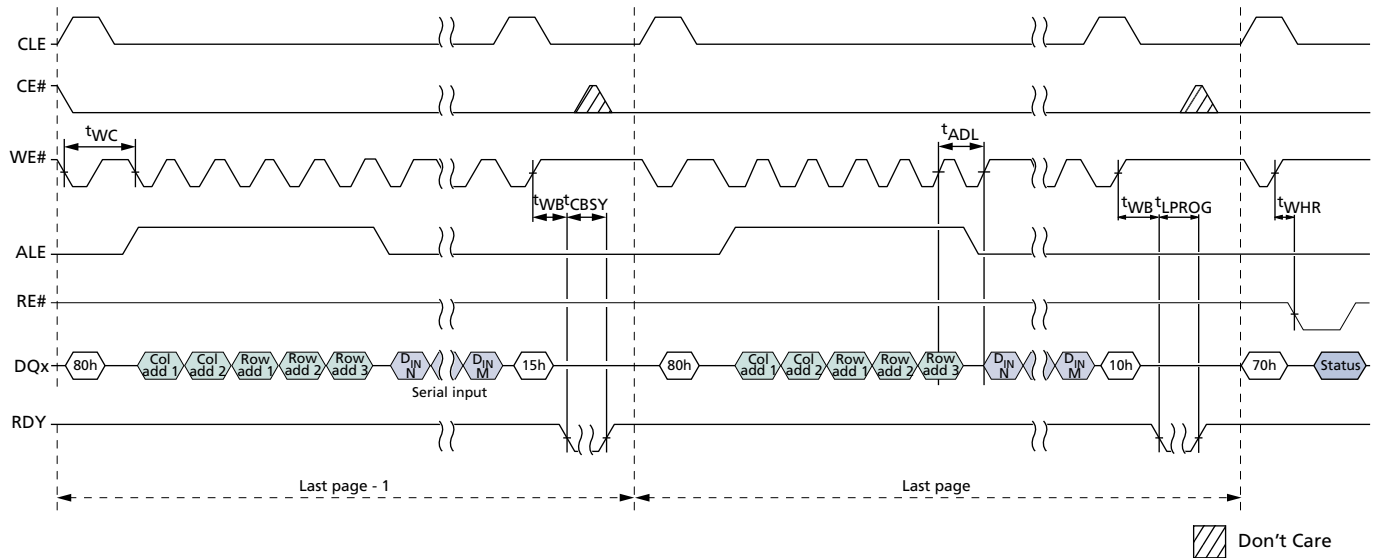 CLE
CE#
tWC
tADL
WE#
tWB tCBSY
tWB tLPROG
tWHR
ALE
RE#
DQx
80h
Col add 1
Col add 2
Row add 1
Row add 2
Row add 3
DIN N
DIN M
15h
80h
Col add 1
Col add 2
Row add 1
Row add 2
Row add 3
DIN N
DIN M
10h
70h
Status
Serial input
RDY
Last page - 1
Last page
Don't Care